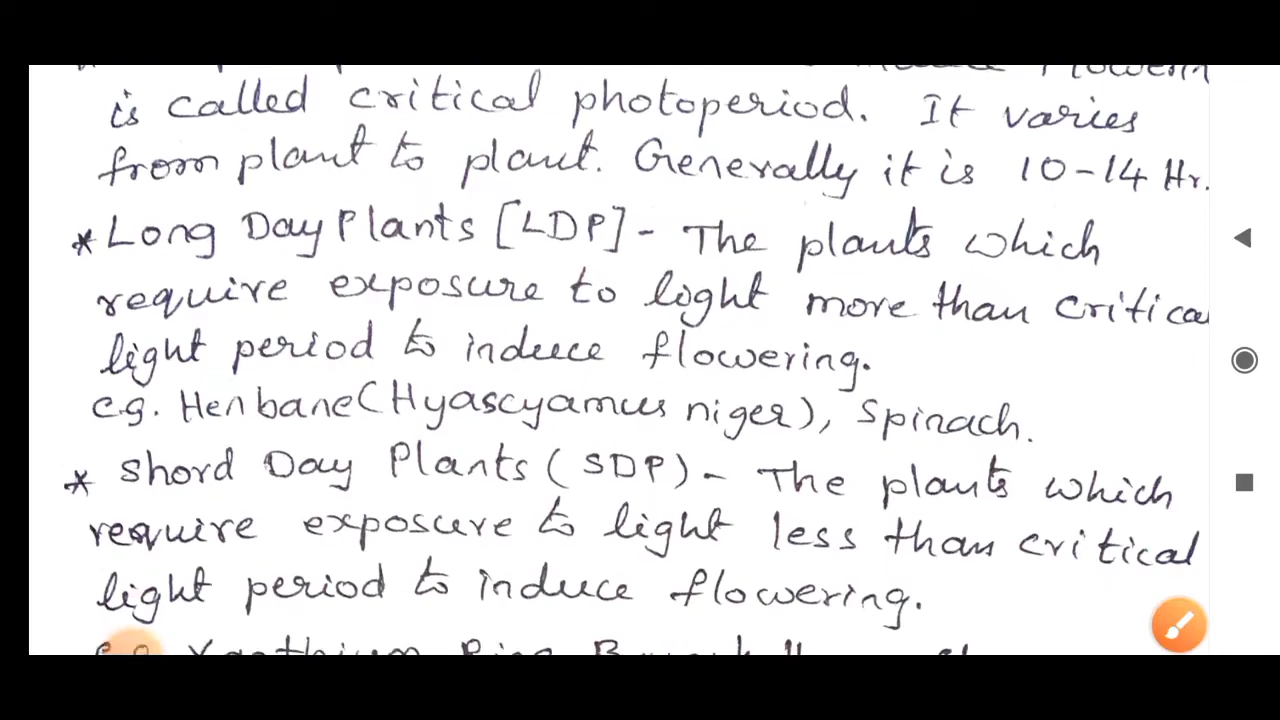 is called critical photoperiod. It varies
from plant to plant. Generally it is 10-14 Hr.
* Long Day Plants [LDP] - The plants which
require exposure to light more than critica
light period to induce flowering.
e.g. Henbane (Hyascyamus niger), Spinach.
* Shord Day Plants (SDP) - The plants which
require exposure to light less than critical
light period to induce flowering.